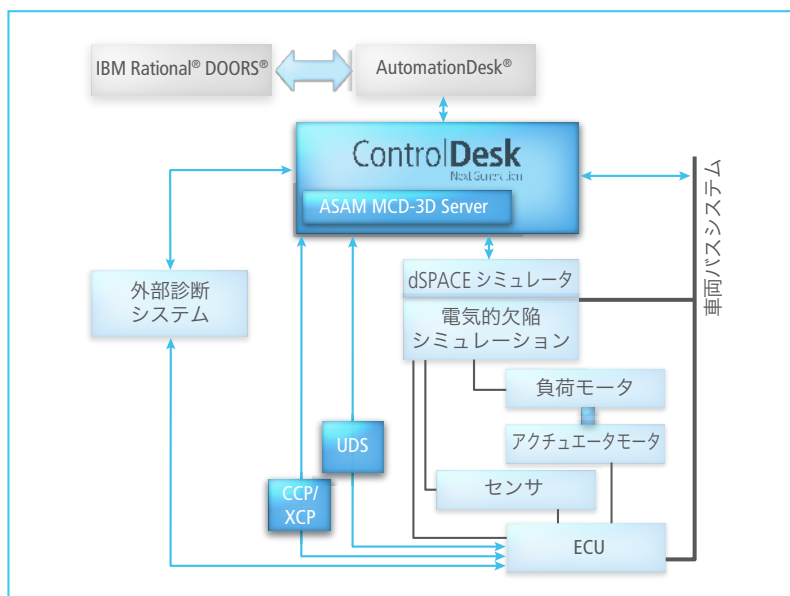 IBM Rational® DOORS®
AutomationDesk®
ControlDesk
Next Generation
ASAM MCD-3D Server
車両バスシステム
外部診断
システム
dSPACE シミュレータ
電気的欠陥
シミュレーション
負荷モータ
アクチュエータモータ
UDS
CCP/
XCP
センサ
ECU